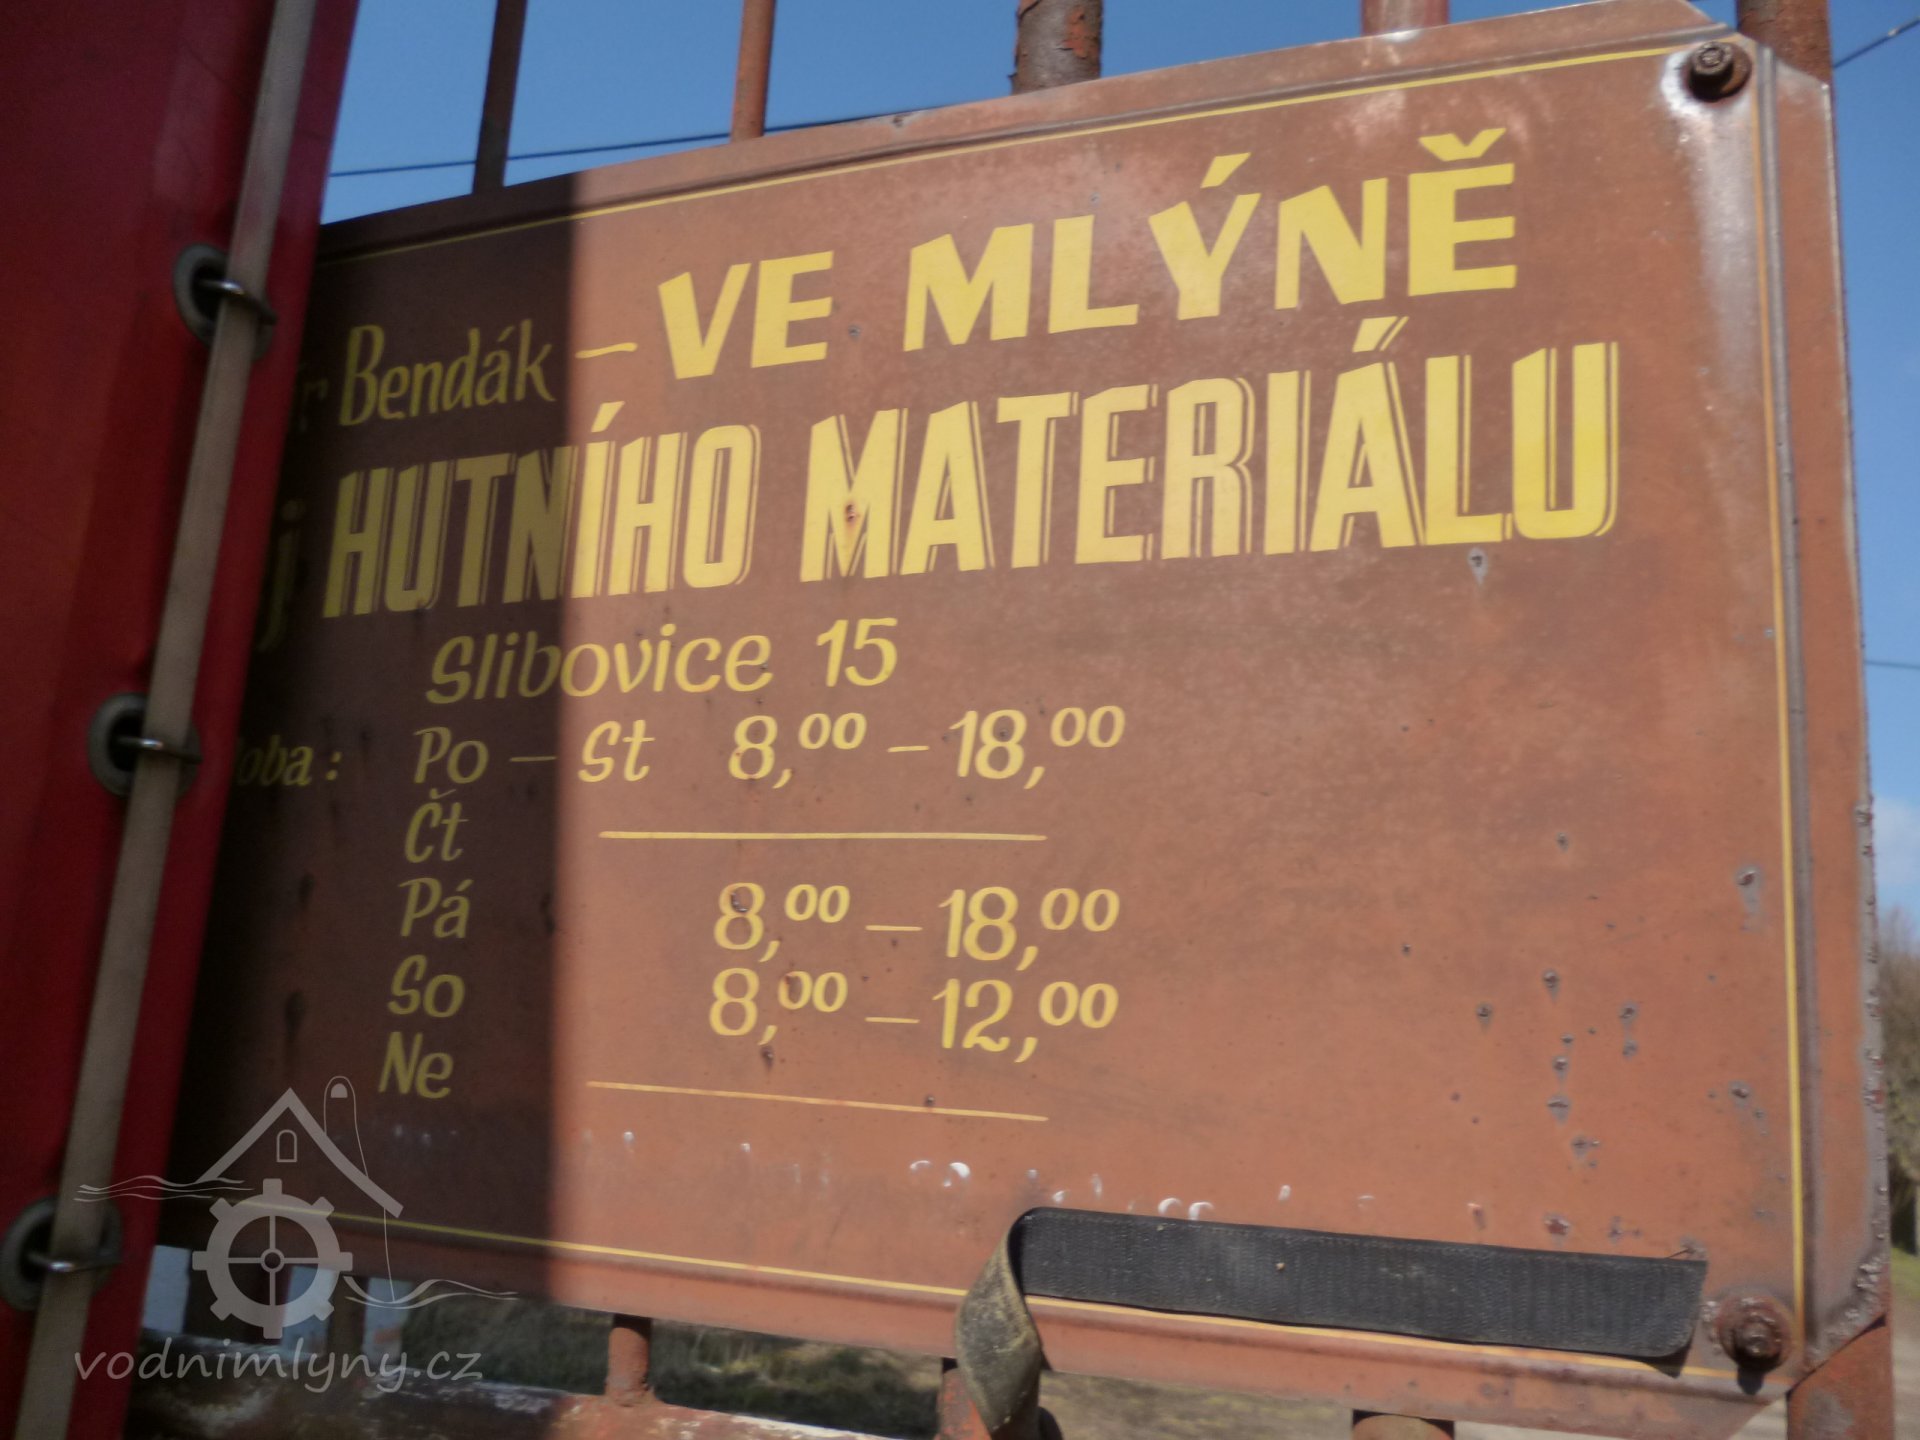 Bendák – VE MLÝNĚ
HUTNÍHO MATERIÁLU
Slibovice 15
oba: Po – St 8,00 – 18,00
Čt
Pá 8,00 – 18,00
So 8,00 – 12,00
Ne
vodnimlyny.cz